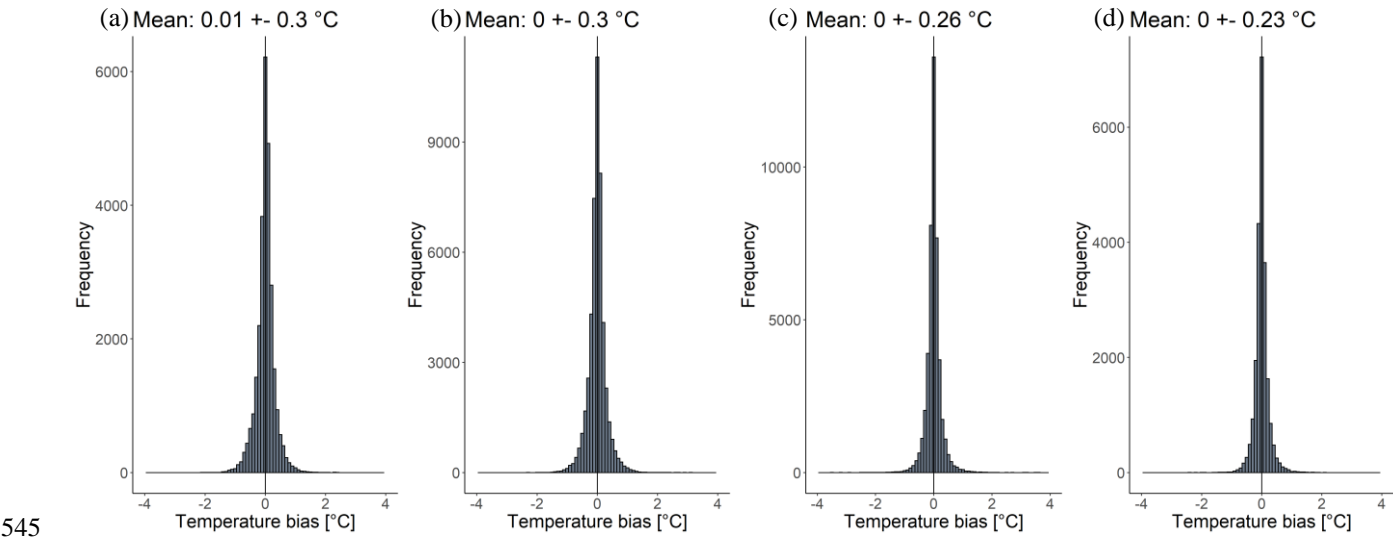 (a) Mean: 0.01 +- 0.3 °C
6000
4000
2000
0
Frequency
-4 -2 0 2 4
Temperature bias [°C]
(b) Mean: 0 +- 0.3 °C
9000
6000
3000
0
Frequency
-4 -2 0 2 4
Temperature bias [°C]
(c) Mean: 0 +- 0.26 °C
10000
5000
0
Frequency
-4 -2 0 2 4
Temperature bias [°C]
(d) Mean: 0 +- 0.23 °C
6000
4000
2000
0
Frequency
-4 -2 0 2 4
Temperature bias [°C]
545